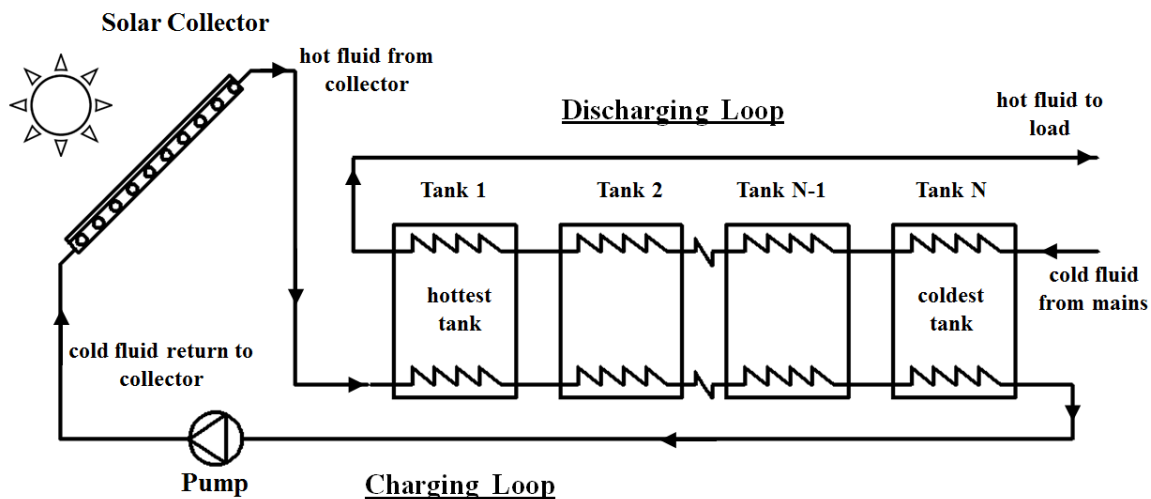 Solar Collector
hot fluid from
collector
Discharging Loop
hot fluid to
load
Tank 1
Tank 2
Tank N-1
Tank N
hottest
tank
coldest
tank
cold fluid
from mains
cold fluid return to
collector
Pump
Charging Loop